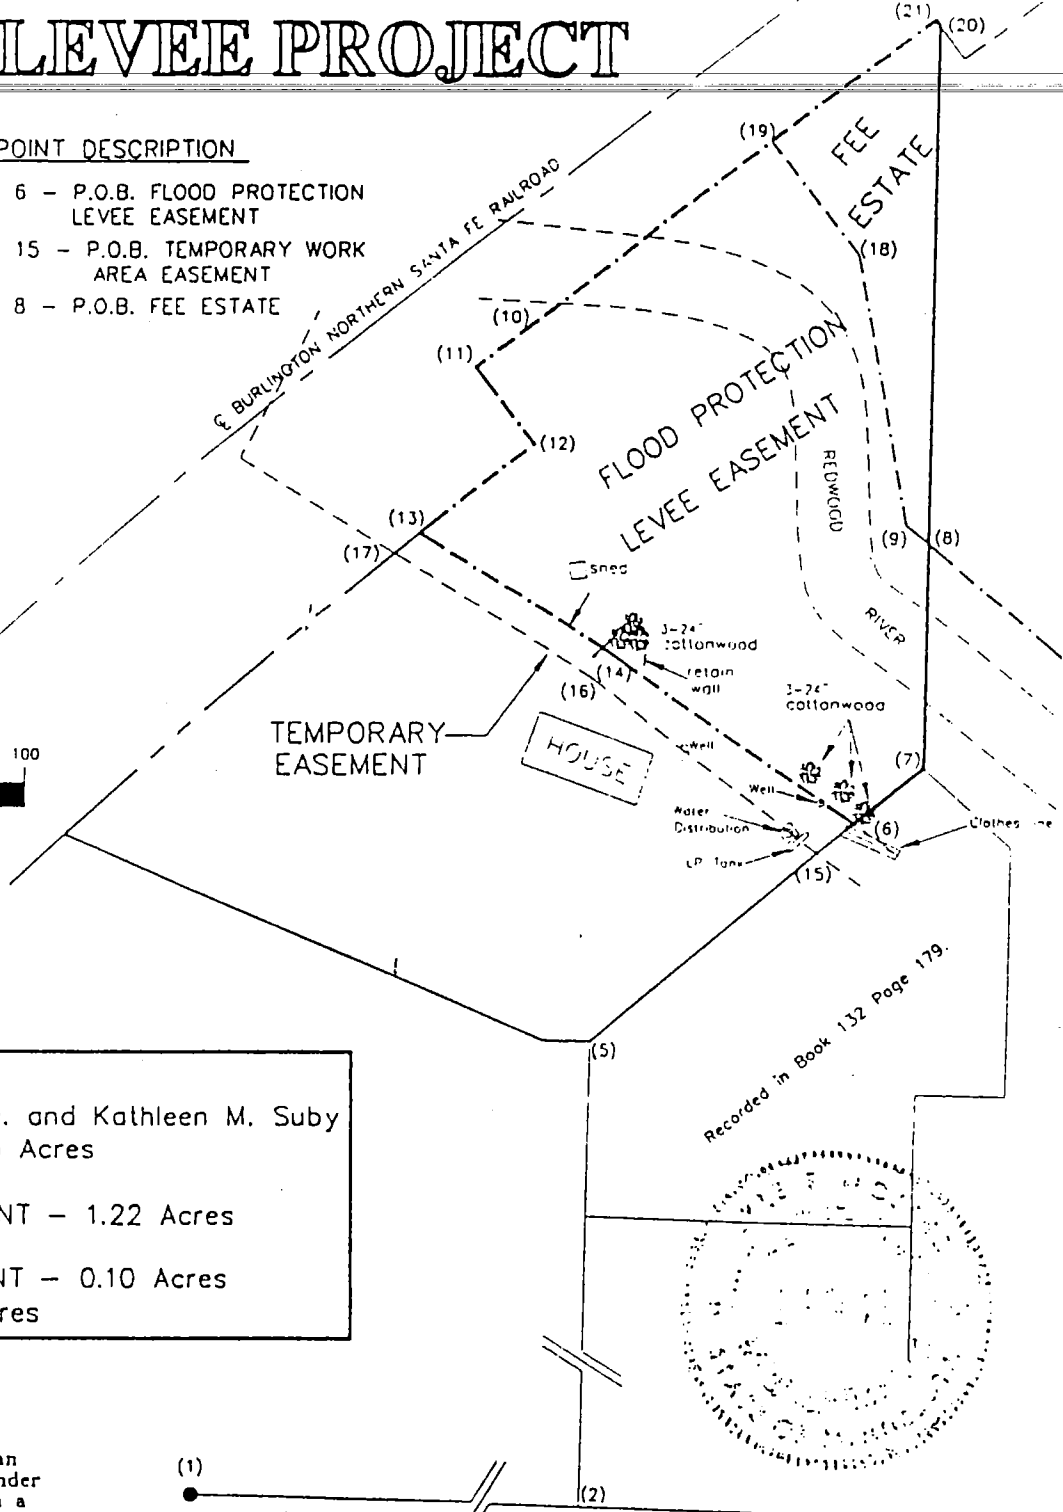 LEVEE PROJECT
POINT DESCRIPTION
6 – P.O.B. FLOOD PROTECTION
LEVEE EASEMENT
15 – P.O.B. TEMPORARY WORK
AREA EASEMENT
8 – P.O.B. FEE ESTATE
℄ BURLINGTON NORTHERN SANTA FE RAILROAD
(21)
(20)
(19)
FEE
ESTATE
(18)
(10)
(11)
(12)
FLOOD PROTECTION
LEVEE EASEMENT
REDWOOD
RIVER
(13)
(17)
(9)
(8)
shed
3-24"
cottonwood
(14)
retain
wall
(16)
3-24"
cottonwood
TEMPORARY
EASEMENT
HOUSE
Well
(7)
100
Well
Water
Distribution
(6)
Clothes
LP Tank
(15)
(5)
Recorded in Book 132 Page 179.
. and Kathleen M. Suby
Acres
NT – 1.22 Acres
NT – 0.10 Acres
res
an
nder
a
(1)
(2)